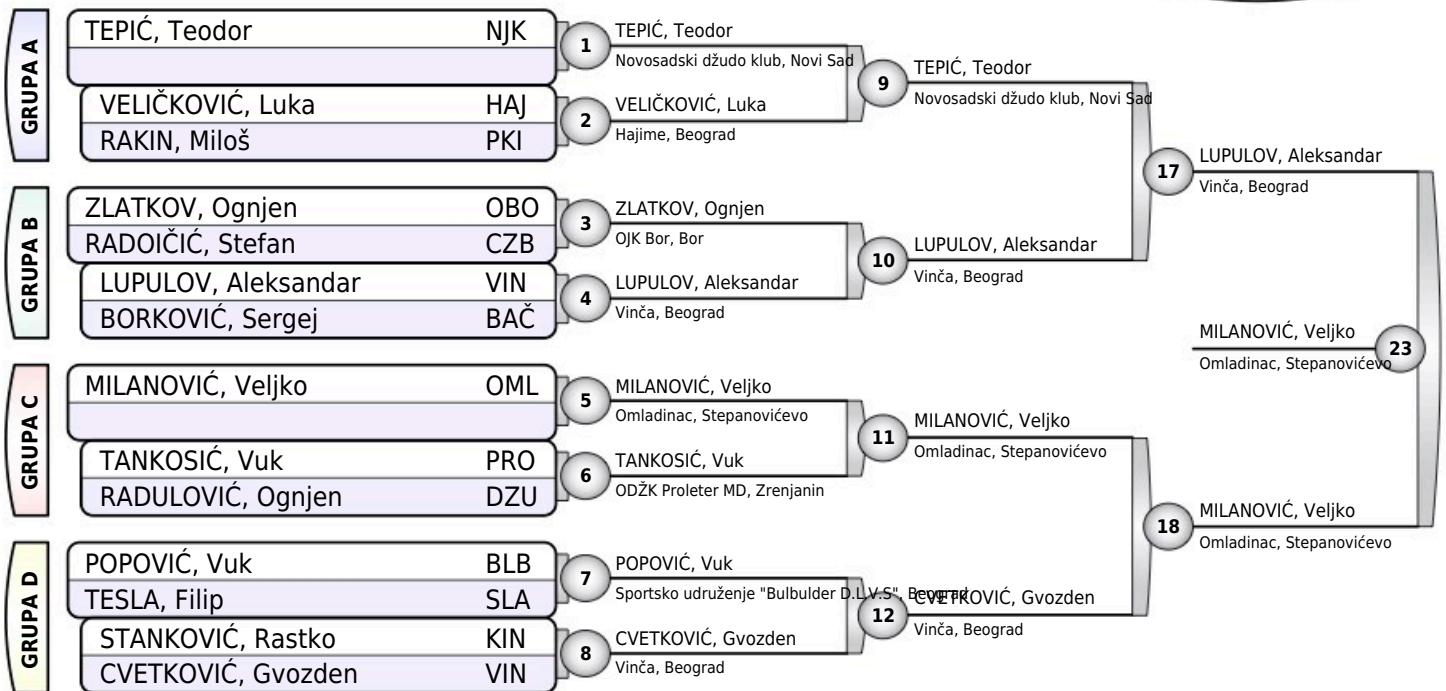 GRUPA A
TEPIĆ, Teodor NJK
VELIČKOVIĆ, Luka HAJ
RAKIN, Miloš PKI
GRUPA B
ZLATKOV, Ognjen OBO
RADOIČIĆ, Stefan CZB
LUPULOV, Aleksandar VIN
BORKOVIĆ, Sergej BAČ
GRUPA C
MILANOVIĆ, Veljko OML
TANKOSIĆ, Vuk PRO
RADULOVIĆ, Ognjen DZU
GRUPA D
POPOVIĆ, Vuk BLB
TESLA, Filip SLA
STANKOVIĆ, Rastko KIN
CVETKOVIĆ, Gvozden VIN
1
TEPIĆ, Teodor
Novosadski džudo klub, Novi Sad
2
VELIČKOVIĆ, Luka
Hajime, Beograd
3
ZLATKOV, Ognjen
OJK Bor, Bor
4
LUPULOV, Aleksandar
Vinča, Beograd
5
MILANOVIĆ, Veljko
Omladinac, Stepanovićevo
6
TANKOSIĆ, Vuk
ODŽK Proleter MD, Zrenjanin
7
POPOVIĆ, Vuk
Sportsko udruženje "Bulbulder D.L.V.S", Beograd
8
CVETKOVIĆ, Gvozden
Vinča, Beograd
9
TEPIĆ, Teodor
Novosadski džudo klub, Novi Sad
10
LUPULOV, Aleksandar
Vinča, Beograd
11
MILANOVIĆ, Veljko
Omladinac, Stepanovićevo
12
CVETKOVIĆ, Gvozden
Vinča, Beograd
17
LUPULOV, Aleksandar
Vinča, Beograd
18
MILANOVIĆ, Veljko
Omladinac, Stepanovićevo
23
MILANOVIĆ, Veljko
Omladinac, Stepanovićevo